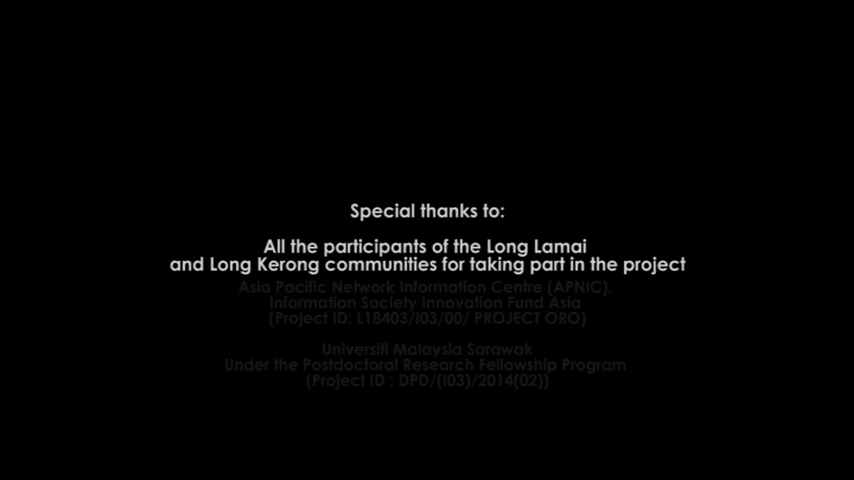 Special thanks to:
All the participants of the Long Lamai
and Long Kerong communities for taking part in the project
Asia Pacific Network Information Centre (APNIC),
Information Society Innovation Fund Asia
(Project ID: L18403/I03/00/ PROJECT ORO)
Universiti Malaysia Sarawak
Under the Postdoctoral Research Fellowship Program
(Project ID : DPD/(I03)/2014(02))